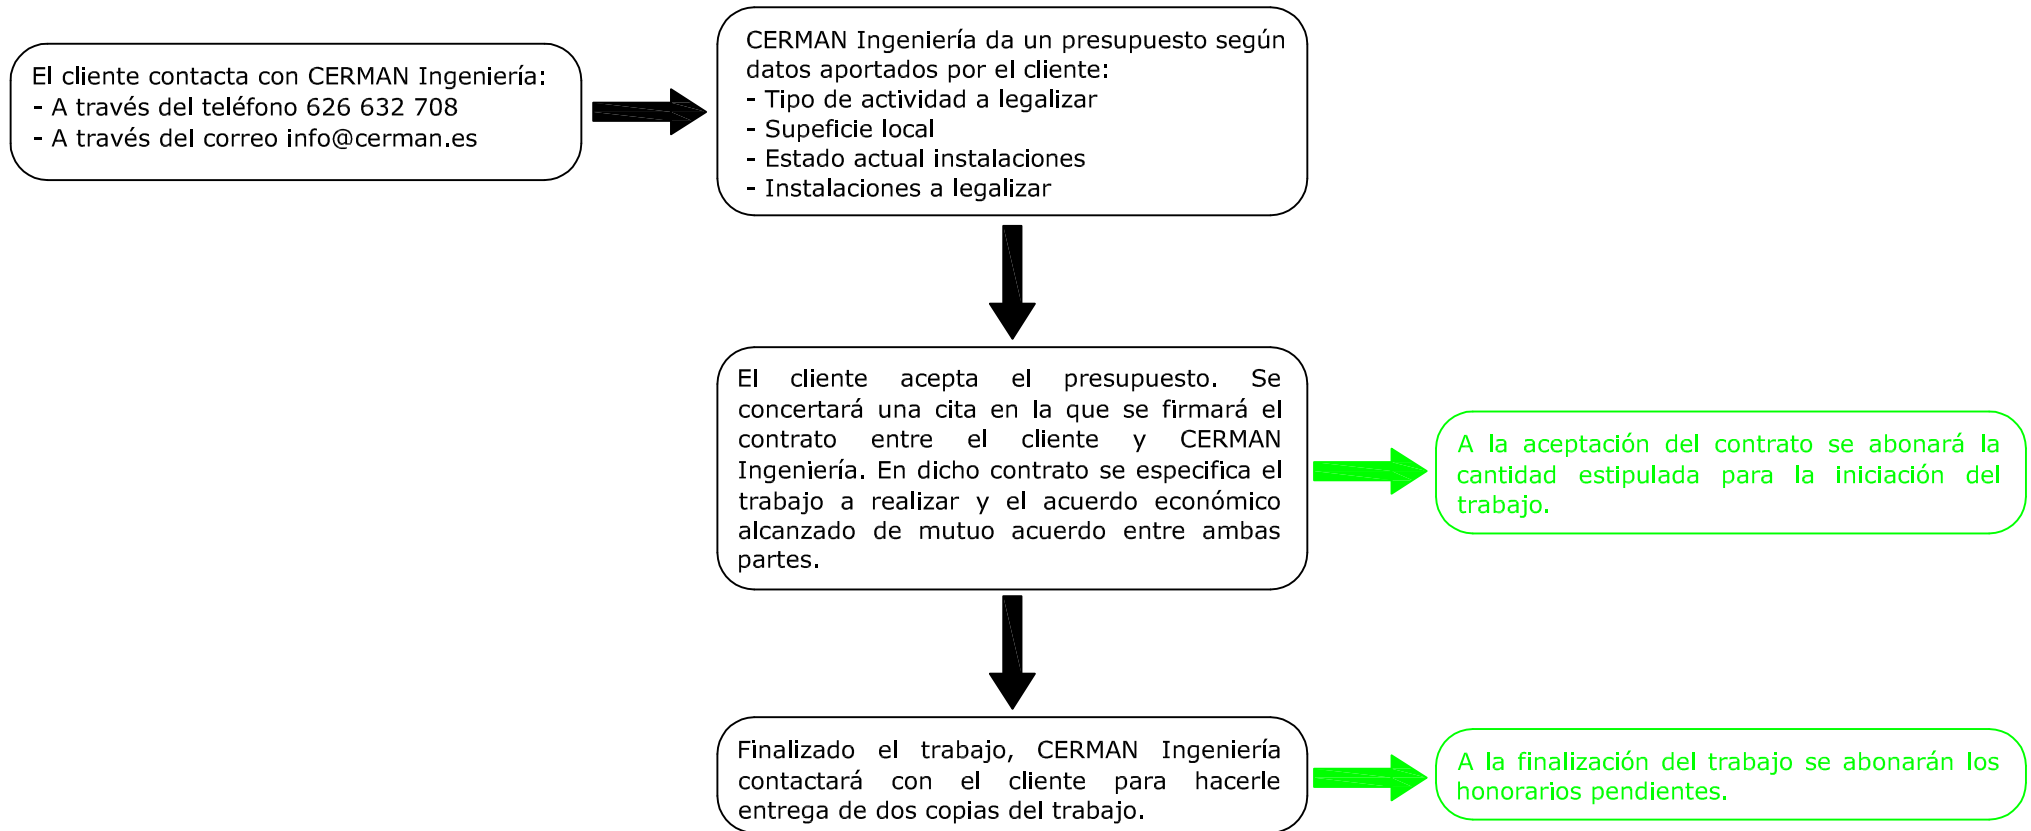 El cliente contacta con CERMAN Ingeniería:
- A través del teléfono 626 632 708
- A través del correo info@cerman.es
CERMAN Ingeniería da un presupuesto según
datos aportados por el cliente:
- Tipo de actividad a legalizar
- Supeficie local
- Estado actual instalaciones
- Instalaciones a legalizar
El cliente acepta el presupuesto. Se
concertará una cita en la que se firmará el
contrato entre el cliente y CERMAN
Ingeniería. En dicho contrato se especifica el
trabajo a realizar y el acuerdo económico
alcanzado de mutuo acuerdo entre ambas
partes.
A la aceptación del contrato se abonará la
cantidad estipulada para la iniciación del
trabajo.
Finalizado el trabajo, CERMAN Ingeniería
contactará con el cliente para hacerle
entrega de dos copias del trabajo.
A la finalización del trabajo se abonarán los
honorarios pendientes.